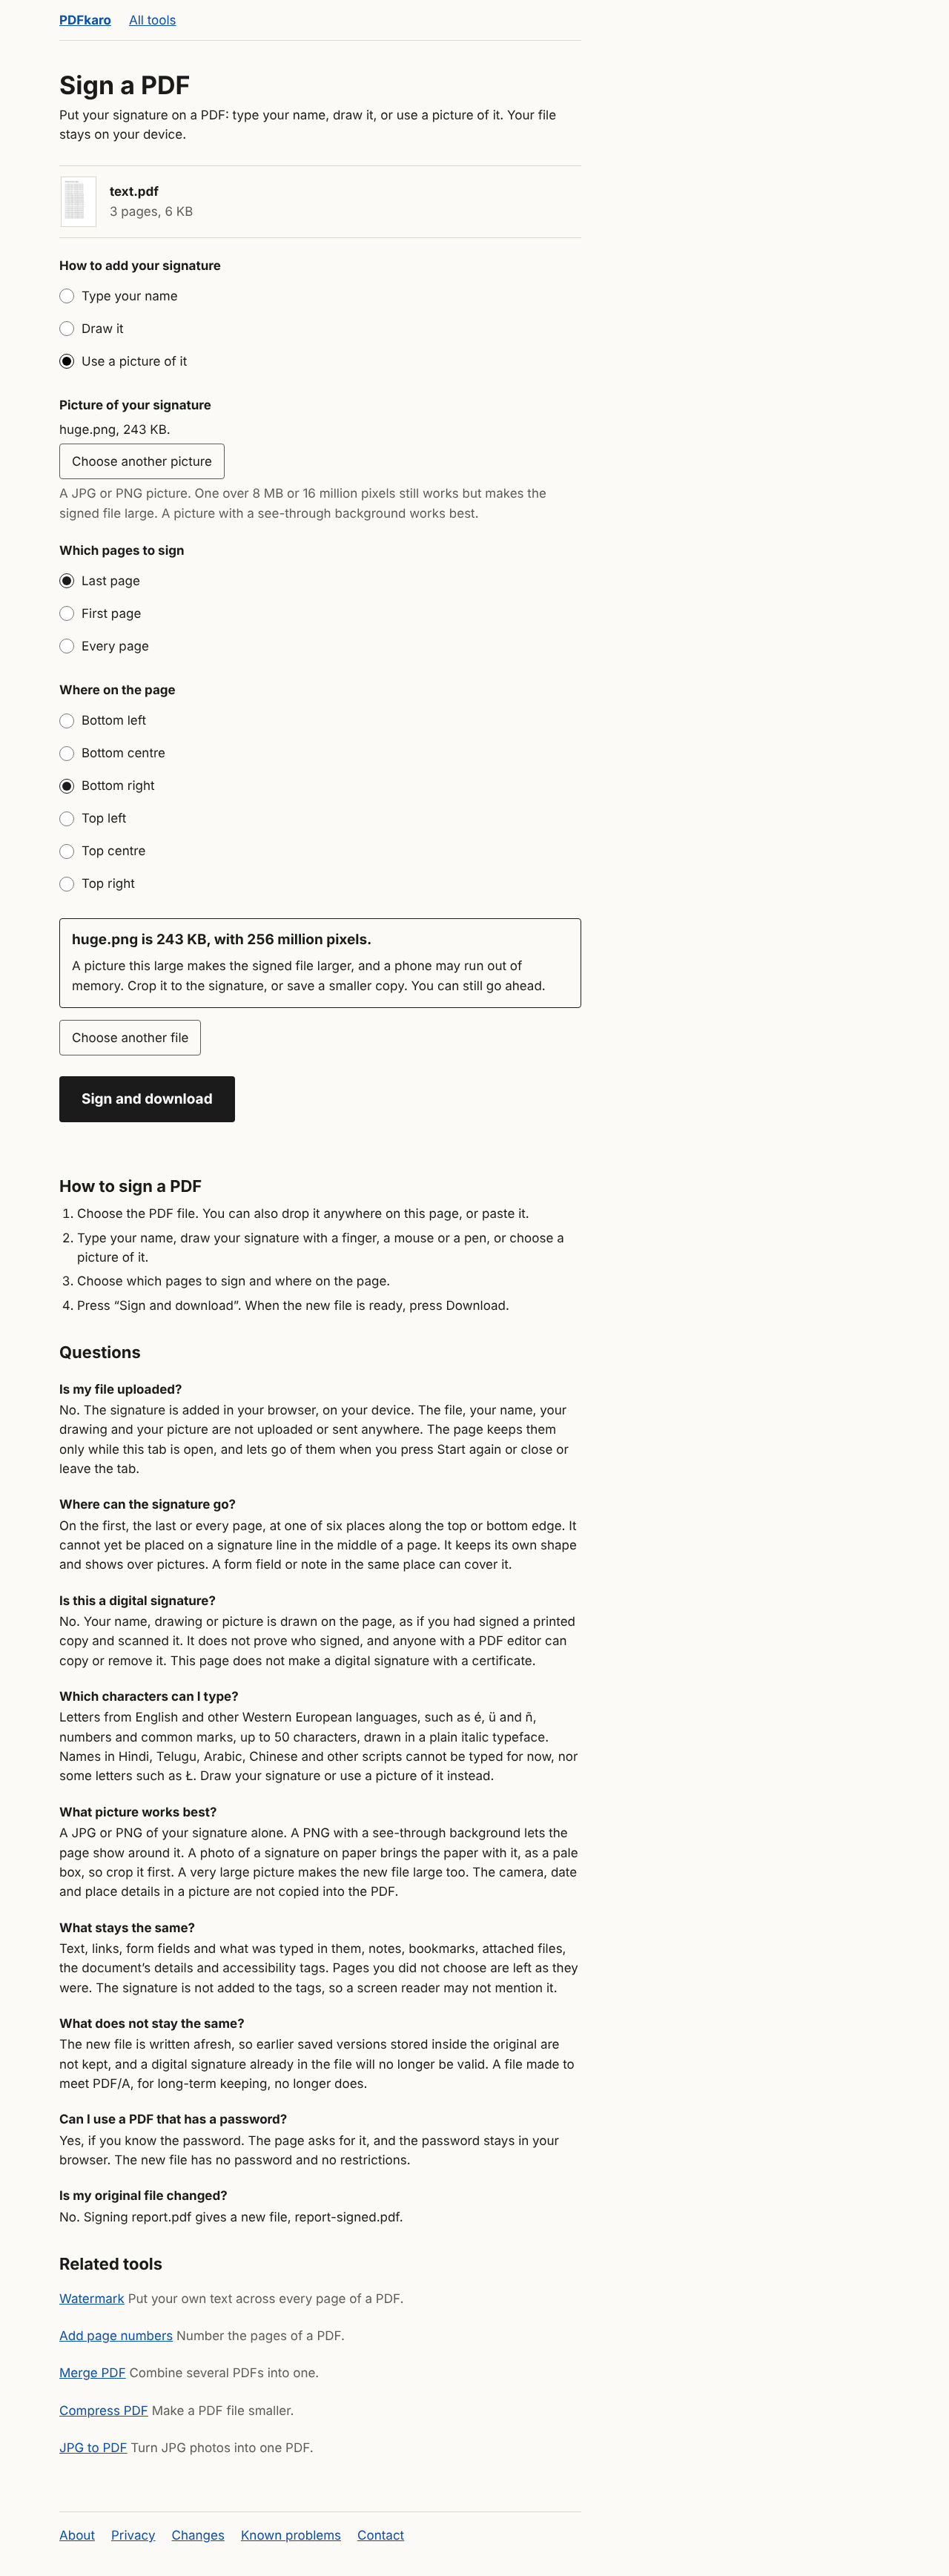 PDFkaro All tools
Sign a PDF
Put your signature on a PDF: type your name, draw it, or use a picture of it. Your file
stays on your device.
text.pdf
3 pages, 6 KB
How to add your signature
Type your name
Draw it
Use a picture of it
Picture of your signature
huge.png, 243 KB.
Choose another picture
A JPG or PNG picture. One over 8 MB or 16 million pixels still works but makes the
signed file large. A picture with a see-through background works best.
Which pages to sign
Last page
First page
Every page
Where on the page
Bottom left
Bottom centre
Bottom right
Top left
Top centre
Top right
huge.png is 243 KB, with 256 million pixels.
A picture this large makes the signed file larger, and a phone may run out of
memory. Crop it to the signature, or save a smaller copy. You can still go ahead.
Choose another file
Sign and download
How to sign a PDF
1. Choose the PDF file. You can also drop it anywhere on this page, or paste it.
2. Type your name, draw your signature with a finger, a mouse or a pen, or choose a
picture of it.
3. Choose which pages to sign and where on the page.
4. Press “Sign and download”. When the new file is ready, press Download.
Questions
Is my file uploaded?
No. The signature is added in your browser, on your device. The file, your name, your
drawing and your picture are not uploaded or sent anywhere. The page keeps them
only while this tab is open, and lets go of them when you press Start again or close or
leave the tab.
Where can the signature go?
On the first, the last or every page, at one of six places along the top or bottom edge. It
cannot yet be placed on a signature line in the middle of a page. It keeps its own shape
and shows over pictures. A form field or note in the same place can cover it.
Is this a digital signature?
No. Your name, drawing or picture is drawn on the page, as if you had signed a printed
copy and scanned it. It does not prove who signed, and anyone with a PDF editor can
copy or remove it. This page does not make a digital signature with a certificate.
Which characters can I type?
Letters from English and other Western European languages, such as é, ü and ñ,
numbers and common marks, up to 50 characters, drawn in a plain italic typeface.
Names in Hindi, Telugu, Arabic, Chinese and other scripts cannot be typed for now, nor
some letters such as Ł. Draw your signature or use a picture of it instead.
What picture works best?
A JPG or PNG of your signature alone. A PNG with a see-through background lets the
page show around it. A photo of a signature on paper brings the paper with it, as a pale
box, so crop it first. A very large picture makes the new file large too. The camera, date
and place details in a picture are not copied into the PDF.
What stays the same?
Text, links, form fields and what was typed in them, notes, bookmarks, attached files,
the document’s details and accessibility tags. Pages you did not choose are left as they
were. The signature is not added to the tags, so a screen reader may not mention it.
What does not stay the same?
The new file is written afresh, so earlier saved versions stored inside the original are
not kept, and a digital signature already in the file will no longer be valid. A file made to
meet PDF/A, for long-term keeping, no longer does.
Can I use a PDF that has a password?
Yes, if you know the password. The page asks for it, and the password stays in your
browser. The new file has no password and no restrictions.
Is my original file changed?
No. Signing report.pdf gives a new file, report-signed.pdf.
Related tools
Watermark Put your own text across every page of a PDF.
Add page numbers Number the pages of a PDF.
Merge PDF Combine several PDFs into one.
Compress PDF Make a PDF file smaller.
JPG to PDF Turn JPG photos into one PDF.
About Privacy Changes Known problems Contact